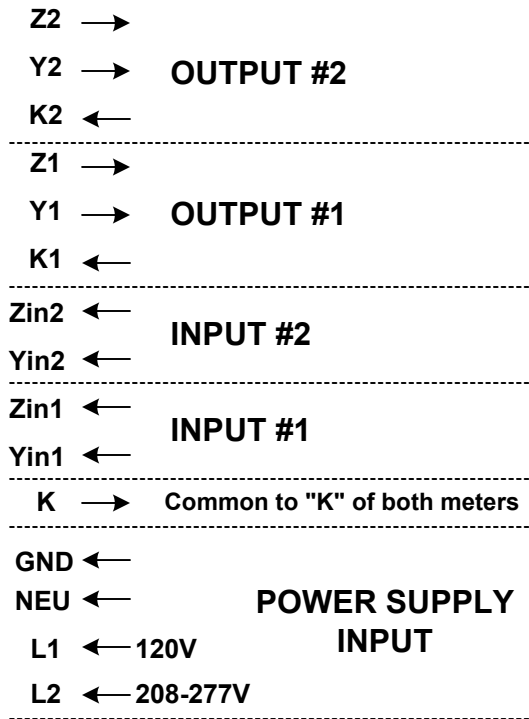 Z2
Y2
OUTPUT #2
K2
Z1
Y1
OUTPUT #1
K1
Zin2
INPUT #2
Yin2
Zin1
INPUT #1
Yin1
K
Common to "K" of both meters
GND
NEU
POWER SUPPLY
INPUT
L1
120V
L2
208-277V